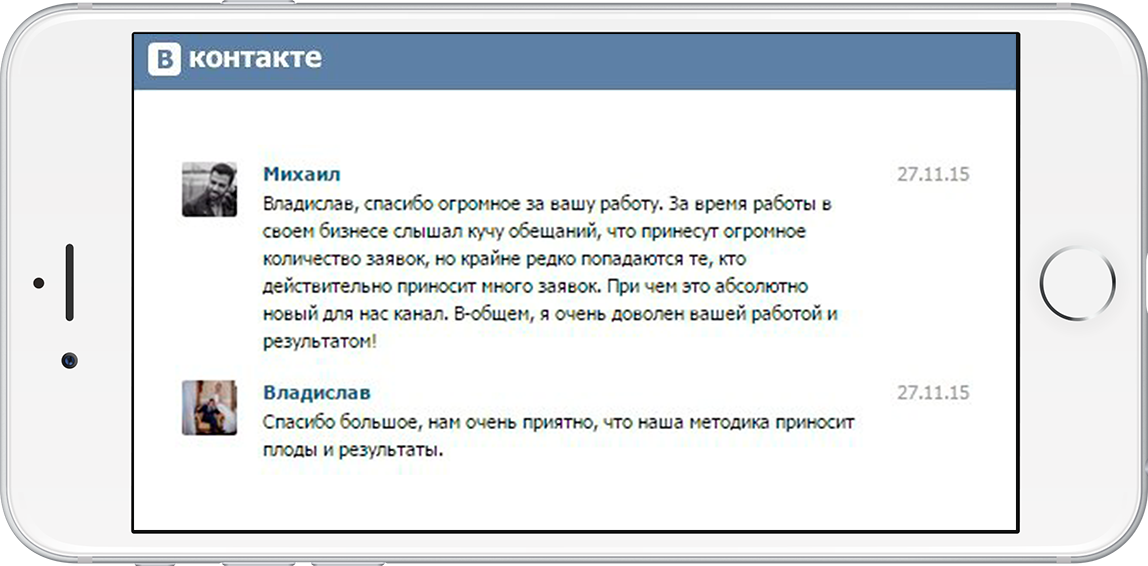 В контакте
Михаил
27.11.15
Владислав, спасибо огромное за вашу работу. За время работы в
своем бизнесе слышал кучу обещаний, что принесут огромное
количество заявок, но крайне редко попадаются те, кто
действительно приносит много заявок. При чем это абсолютно
новый для нас канал. В-общем, я очень доволен вашей работой и
результатом!
Владислав
27.11.15
Спасибо большое, нам очень приятно, что наша методика приносит
плоды и результаты.